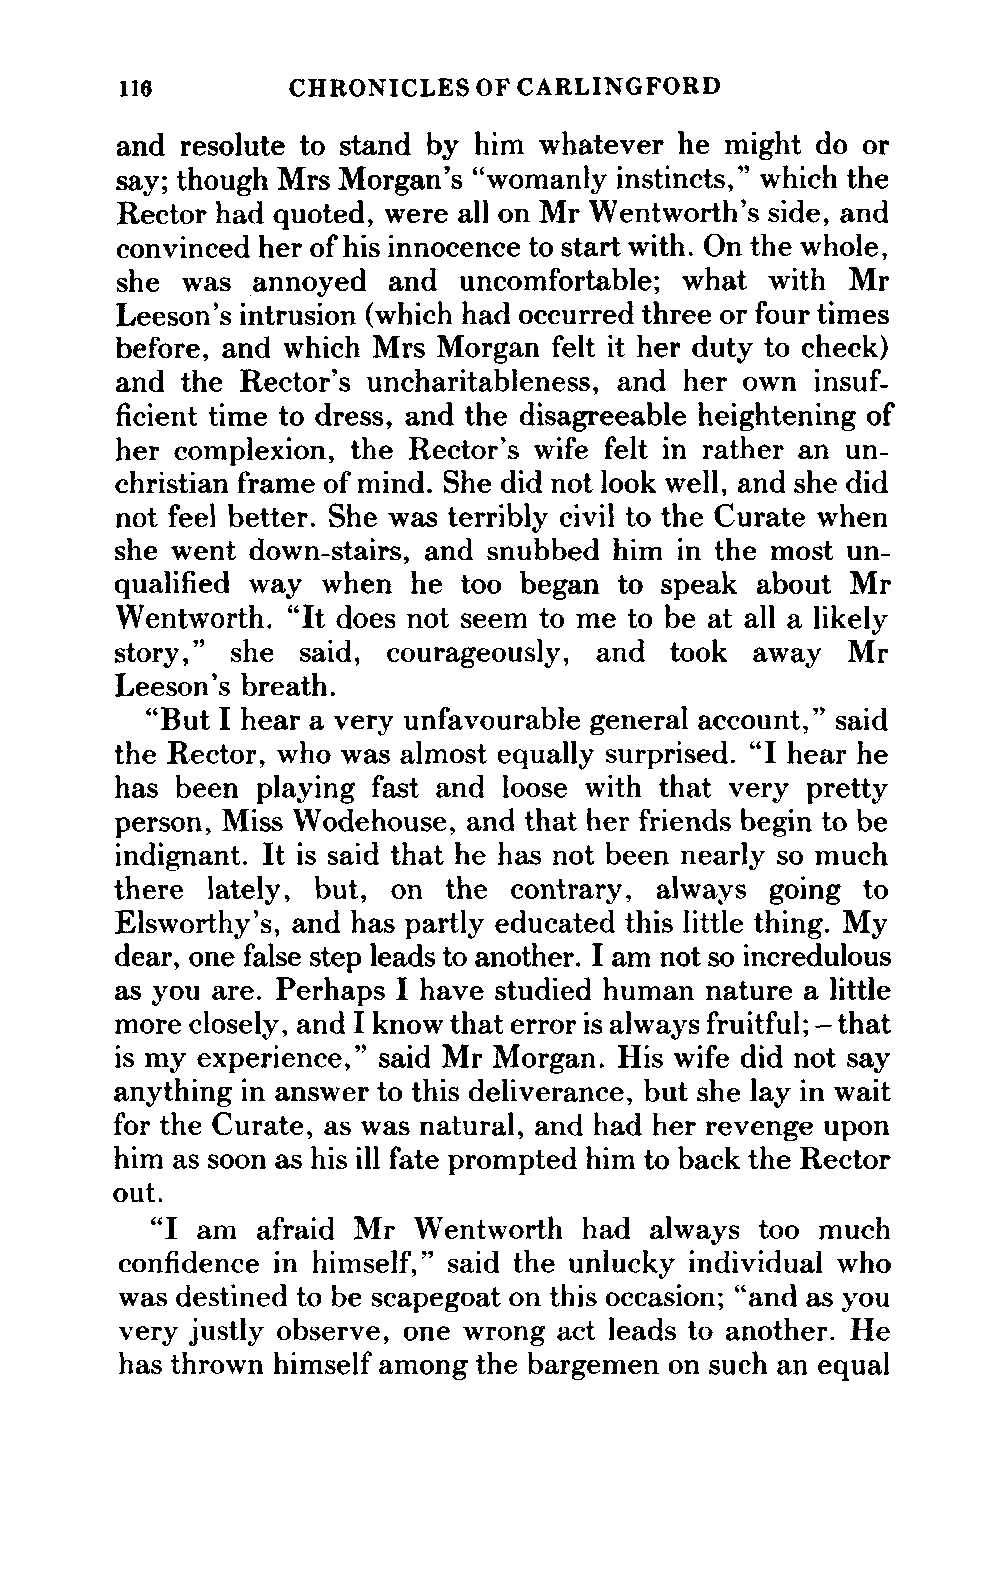 116 CHRONICLES OF CARLINGFORD
and resolute to stand by him whatever he might do or
say; though Mrs Morgan's “womanly instincts,” which the
Rector had quoted, were all on Mr Wentworth's side, and
convinced her of his innocence to start with. On the whole,
she was annoyed and uncomfortable; what with Mr
Leeson's intrusion (which had occurred three or four times
before, and which Mrs Morgan felt it her duty to check)
and the Rector's uncharitableness, and her own insuf-
ficient time to dress, and the disagreeable heightening of
her complexion, the Rector's wife felt in rather an un-
christian frame of mind. She did not look well, and she did
not feel better. She was terribly civil to the Curate when
she went down-stairs, and snubbed him in the most un-
qualified way when he too began to speak about Mr
Wentworth. “It does not seem to me to be at all a likely
story,” she said, courageously, and took away Mr
Leeson's breath.
“But I hear a very unfavourable general account,” said
the Rector, who was almost equally surprised. “I hear he
has been playing fast and loose with that very pretty
person, Miss Wodehouse, and that her friends begin to be
indignant. It is said that he has not been nearly so much
there lately, but, on the contrary, always going to
Elsworthy's, and has partly educated this little thing. My
dear, one false step leads to another. I am not so incredulous
as you are. Perhaps I have studied human nature a little
more closely, and I know that error is always fruitful; – that
is my experience,” said Mr Morgan. His wife did not say
anything in answer to this deliverance, but she lay in wait
for the Curate, as was natural, and had her revenge upon
him as soon as his ill fate prompted him to back the Rector
out.
“I am afraid Mr Wentworth had always too much
confidence in himself,” said the unlucky individual who
was destined to be scapegoat on this occasion; “and as you
very justly observe, one wrong act leads to another. He
has thrown himself among the bargemen on such an equal